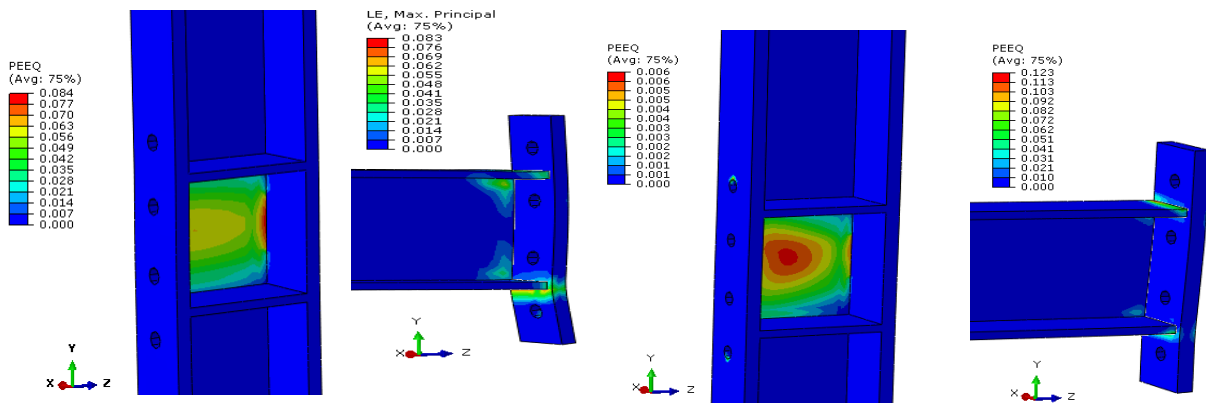 PEEQ
(Avg: 75%)
0.084
0.077
0.070
0.063
0.056
0.049
0.042
0.035
0.028
0.021
0.014
0.007
0.000
Y
X
Z
LE, Max. Principal
(Avg: 75%)
0.083
0.076
0.069
0.062
0.055
0.048
0.041
0.035
0.028
0.021
0.014
0.007
0.000
Y
X
Z
PEEQ
(Avg: 75%)
0.006
0.006
0.005
0.005
0.004
0.004
0.003
0.003
0.002
0.002
0.001
0.001
0.000
Y
X
Z
PEEQ
(Avg: 75%)
0.123
0.113
0.103
0.092
0.082
0.072
0.062
0.051
0.041
0.031
0.021
0.010
0.000
Y
X
Z